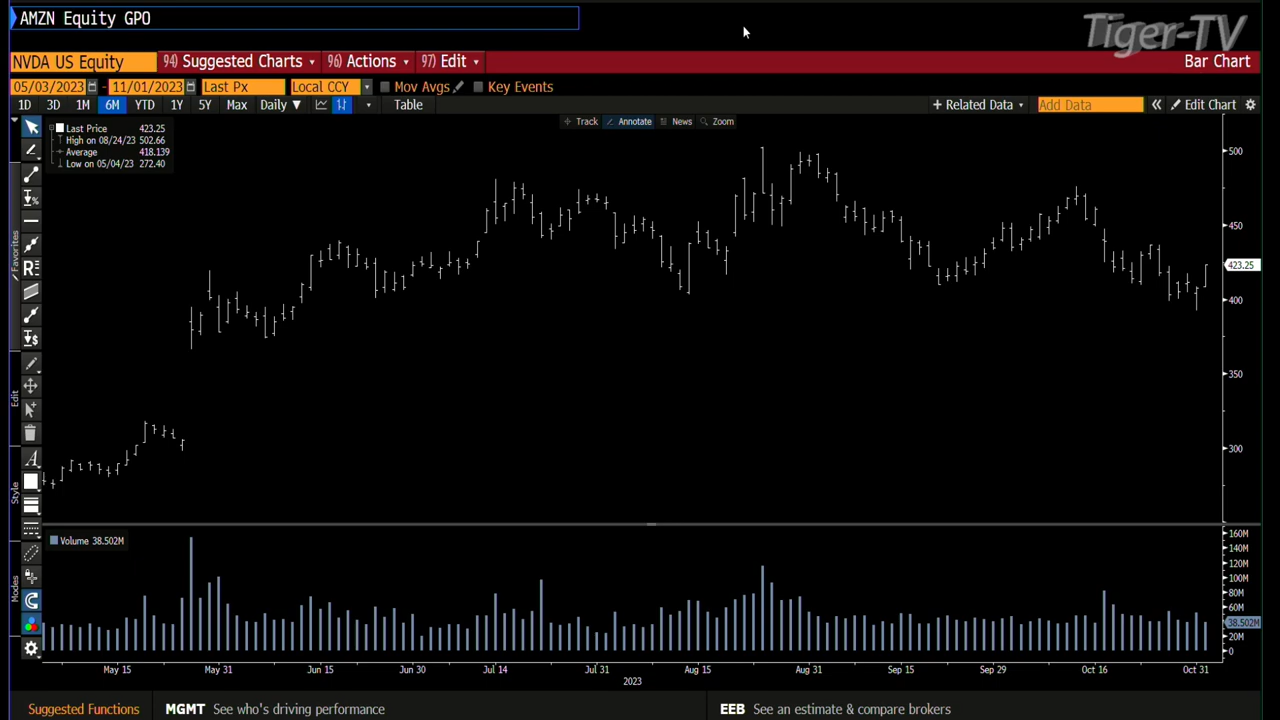 AMZN Equity GPO
Tiger-TV
NVDA US Equity 94) Suggested Charts 96) Actions 97) Edit Bar Chart
05/03/2023 - 11/01/2023 Last Px Local CCY Mov Avgs Key Events
1D 3D 1M 6M YTD 1Y 5Y Max Daily ▼ Table + Related Data Add Data « Edit Chart
Track Annotate News Zoom
Last Price 423.25
High on 08/24/23 502.66
Average 418.139
Low on 05/04/23 272.40
500
450
423.25
400
350
300
Favorites
Edit
Style
Modes
Volume 38.502M
160M
140M
120M
100M
80M
60M
38.502M
20M
0
May 15 May 31 Jun 15 Jun 30 Jul 14 Jul 31 Aug 15 Aug 31 Sep 15 Sep 29 Oct 16 Oct 31
2023
Suggested Functions MGMT See who's driving performance EEB See an estimate & compare brokers